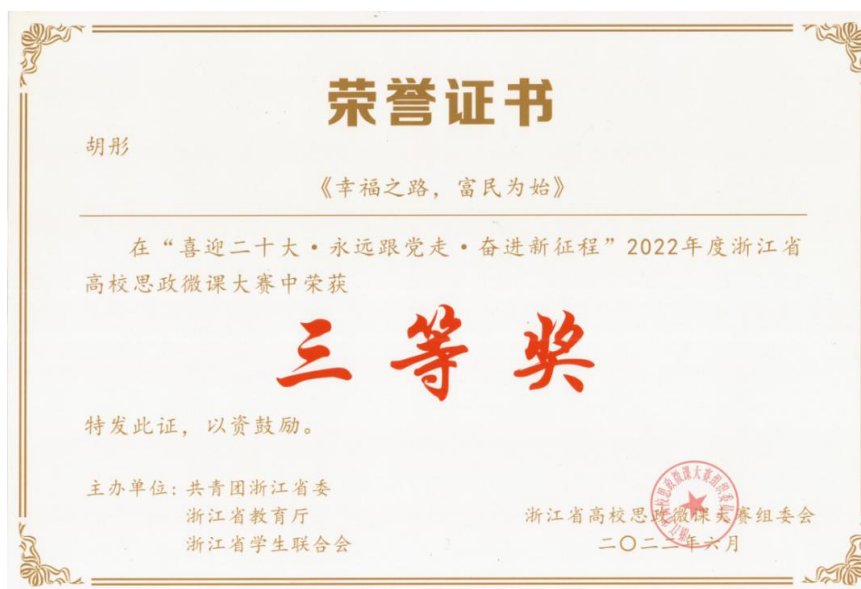 荣誉证书
胡彤
《幸福之路，富民为始》
在“喜迎二十大·永远跟党走·奋进新征程”2022年度浙江省
高校思政微课大赛中荣获
三等奖
特发此证，以资鼓励。
主办单位：共青团浙江省委
浙江省教育厅
浙江省学生联合会
浙江省高校思政微课大赛组委会
二〇二二年六月